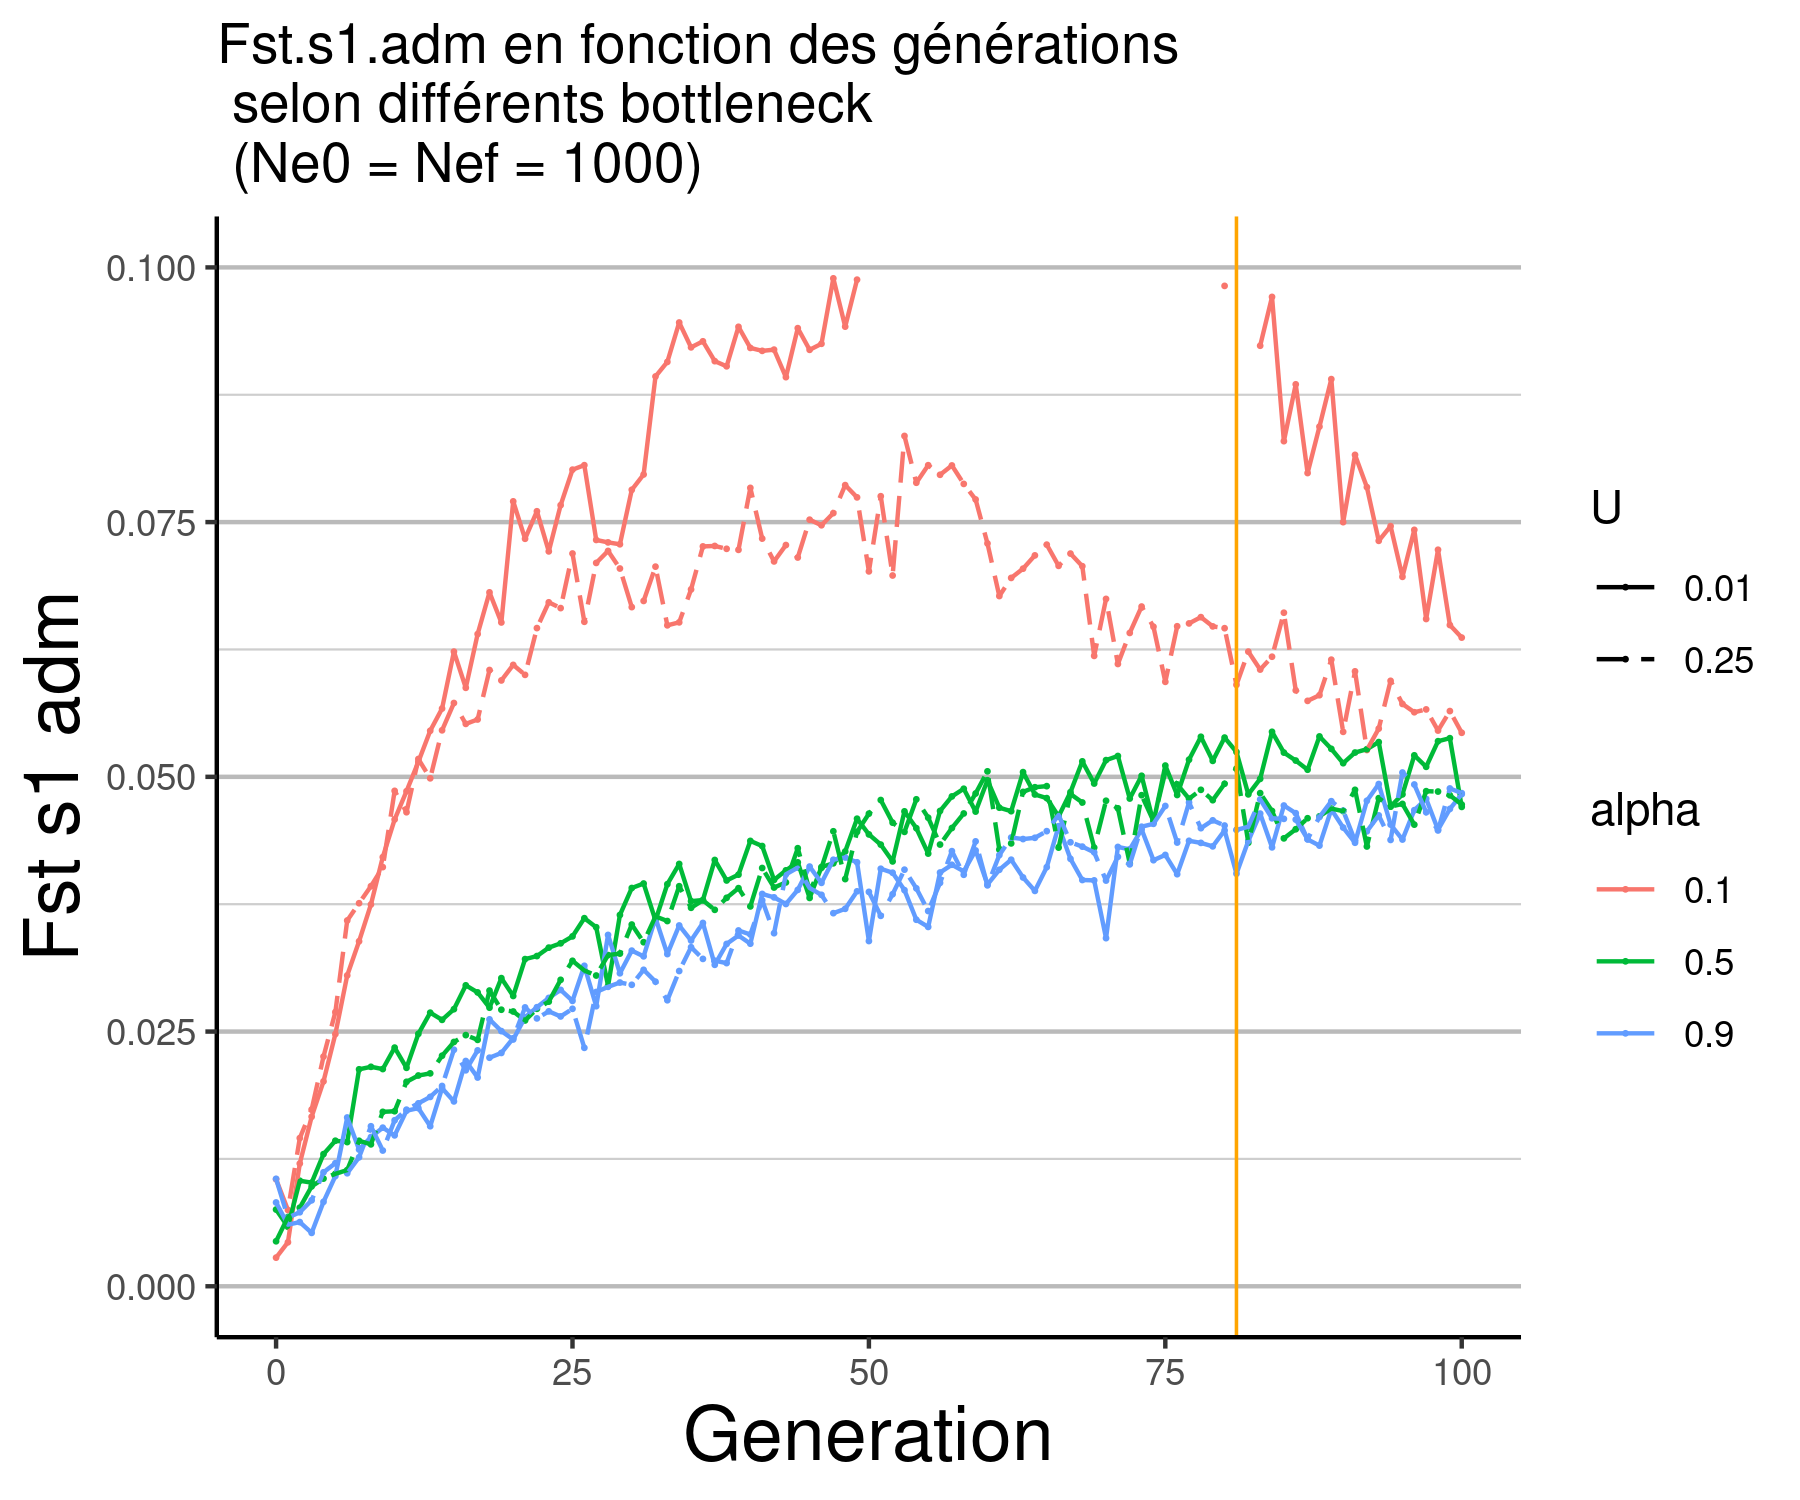 Fst.s1.adm en fonction des générations
selon différents bottleneck
(Ne0 = Nef = 1000)
Fst s1 adm
0.100
0.075
0.050
0.025
0.000
0
25
50
75
100
Generation
U
0.01
0.25
alpha
0.1
0.5
0.9